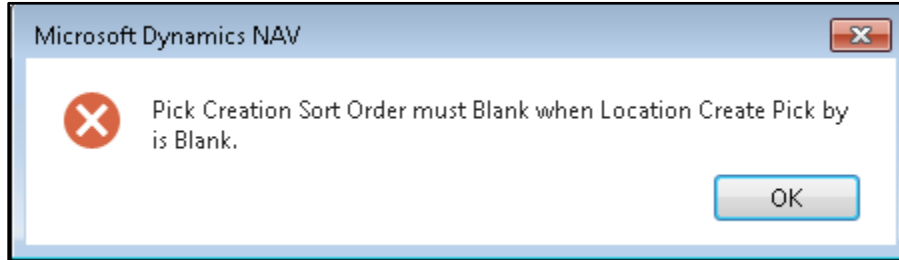 Microsoft Dynamics NAV
Pick Creation Sort Order must Blank when Location Create Pick by
is Blank.
OK